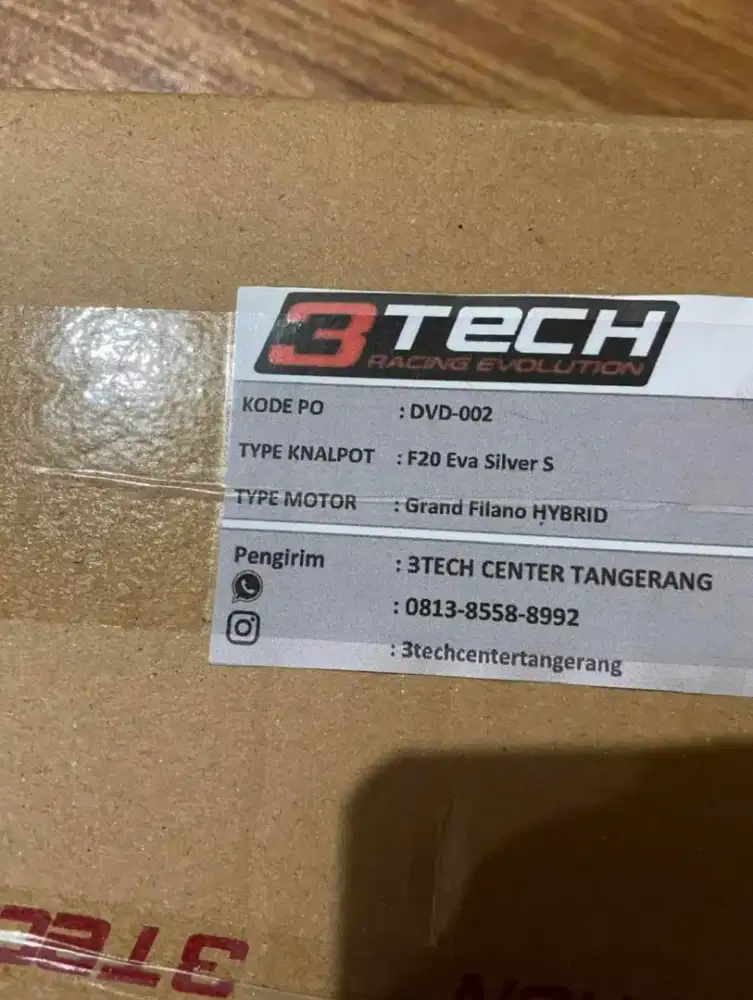 3TECH
RACING EVOLUTION
KODE PO : DVD-002
TYPE KNALPOT : F20 Eva Silver S
TYPE MOTOR : Grand Filano HYBRID
Pengirim : 3TECH CENTER TANGERANG
: 0813-8558-8992
: 3techcentertangerang
3TEC